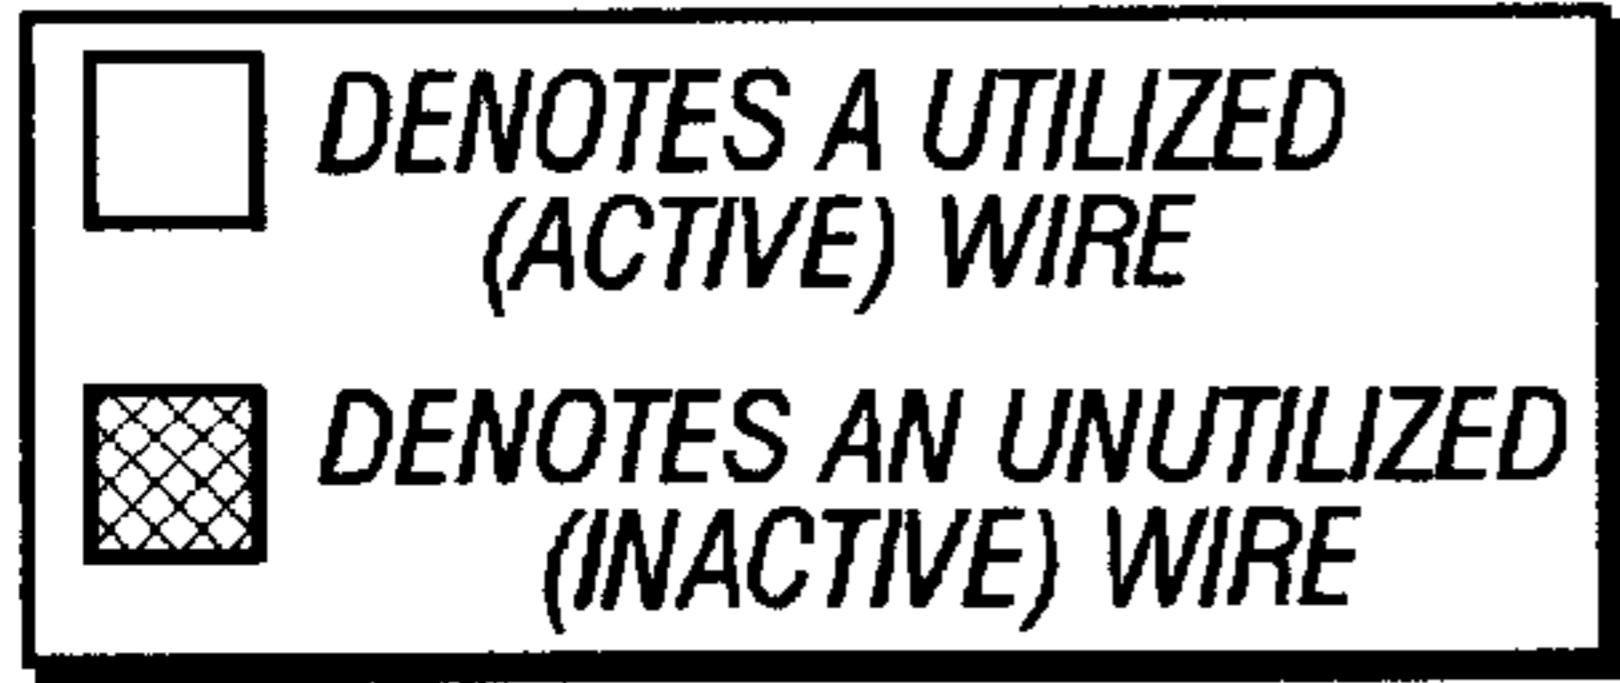 DENOTES A UTILIZED
(ACTIVE) WIRE
DENOTES AN UNUTILIZED
(INACTIVE) WIRE